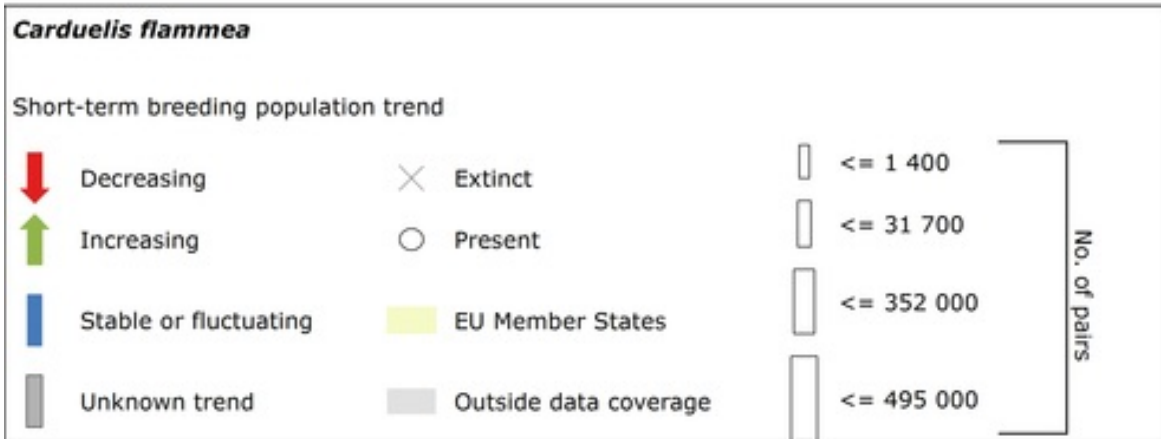 Carduelis flammea
Short-term breeding population trend
Decreasing
Increasing
Stable or fluctuating
Unknown trend
Extinct
Present
EU Member States
Outside data coverage
<= 1 400
<= 31 700
<= 352 000
<= 495 000
No. of pairs